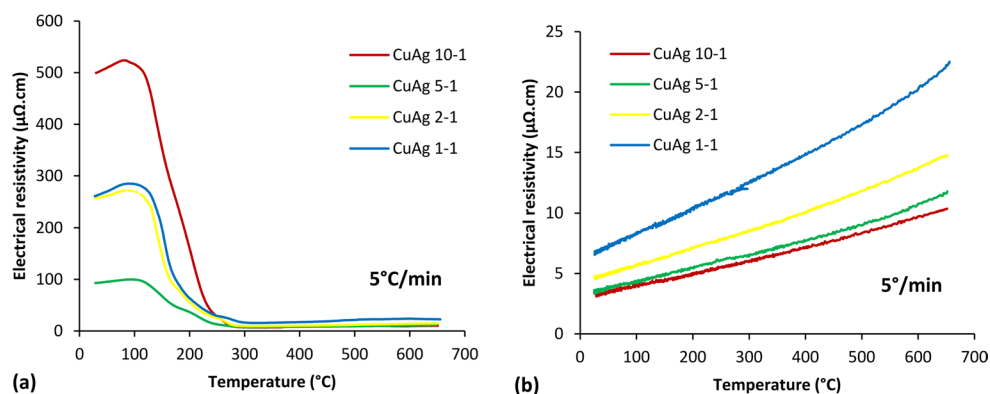 600
500
400
300
200
100
0
Electrical resistivity (µΩ.cm)
CuAg 10-1
CuAg 5-1
CuAg 2-1
CuAg 1-1
5°C/min
0 100 200 300 400 500 600 700
Temperature (°C)
(a)
25
20
15
10
5
0
Electrical resistivity (µΩ.cm)
CuAg 10-1
CuAg 5-1
CuAg 2-1
CuAg 1-1
5°/min
0 100 200 300 400 500 600 700
Temperature (°C)
(b)